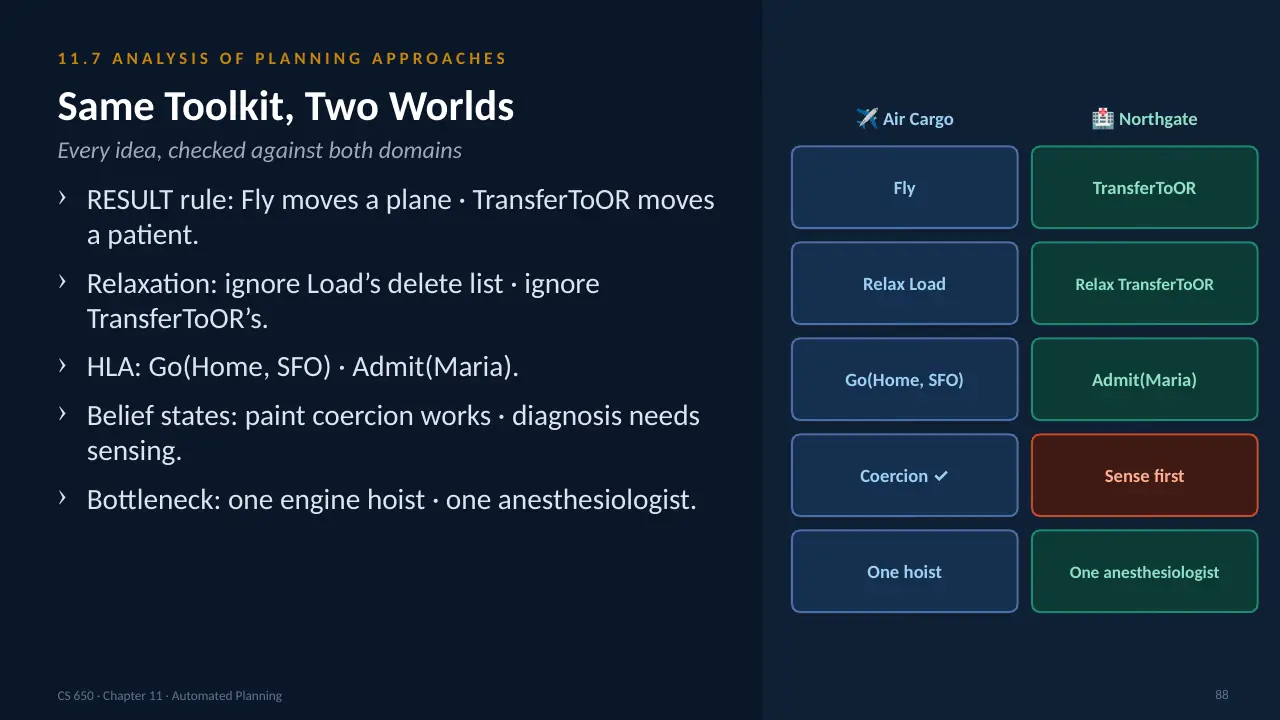 11.7 ANALYSIS OF PLANNING APPROACHES
Same Toolkit, Two Worlds
Every idea, checked against both domains
› RESULT rule: Fly moves a plane · TransferToOR moves
a patient.
› Relaxation: ignore Load’s delete list · ignore
TransferToOR’s.
› HLA: Go(Home, SFO) · Admit(Maria).
› Belief states: paint coercion works · diagnosis needs
sensing.
› Bottleneck: one engine hoist · one anesthesiologist.
✈️ Air Cargo
🏥 Northgate
Fly
TransferToOR
Relax Load
Relax TransferToOR
Go(Home, SFO)
Admit(Maria)
Coercion ✓
Sense first
One hoist
One anesthesiologist
CS 650 · Chapter 11 · Automated Planning
88